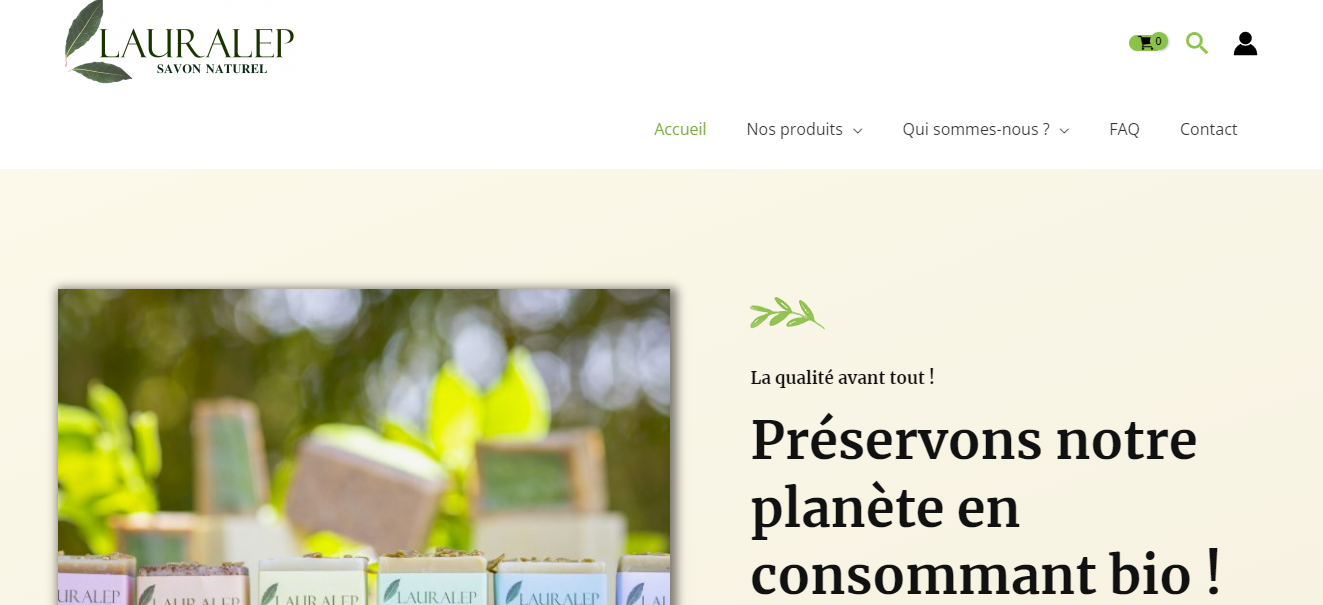 LAURALEP
SAVON NATUREL
0
Accueil
Nos produits
Qui sommes-nous ?
FAQ
Contact
La qualité avant tout !
Préservons notre
planète en
consommant bio !
LAURALEP
LAURALEP
LAURALEP
LAURALEP